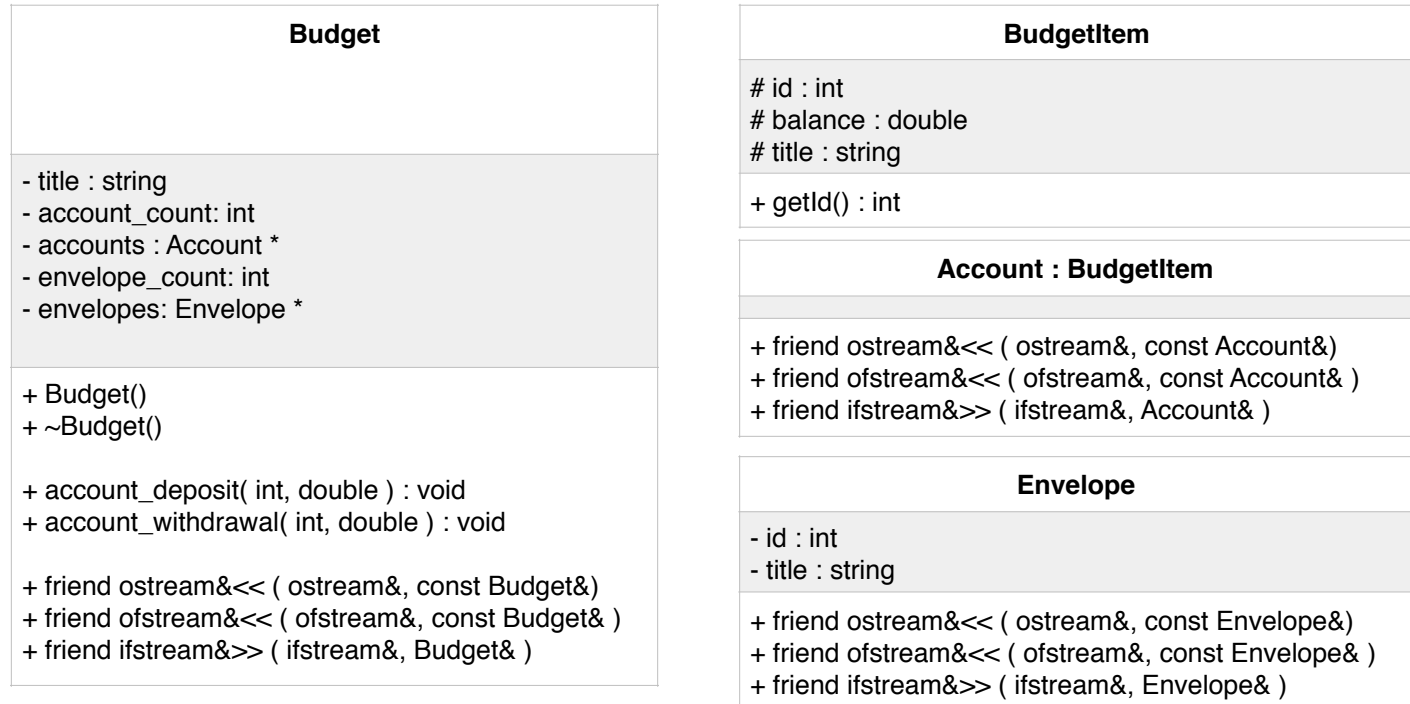 Budget
- title : string
- account_count: int
- accounts : Account *
- envelope_count: int
- envelopes: Envelope *
+ Budget()
+ ~Budget()
+ account_deposit( int, double ) : void
+ account_withdrawal( int, double ) : void
+ friend ostream&<< ( ostream&, const Budget&)
+ friend ofstream&<< ( ofstream&, const Budget& )
+ friend ifstream&>> ( ifstream&, Budget& )
BudgetItem
# id : int
# balance : double
# title : string
+ getId() : int
Account : BudgetItem
+ friend ostream&<< ( ostream&, const Account&)
+ friend ofstream&<< ( ofstream&, const Account& )
+ friend ifstream&>> ( ifstream&, Account& )
Envelope
- id : int
- title : string
+ friend ostream&<< ( ostream&, const Envelope&)
+ friend ofstream&<< ( ofstream&, const Envelope& )
+ friend ifstream&>> ( ifstream&, Envelope& )